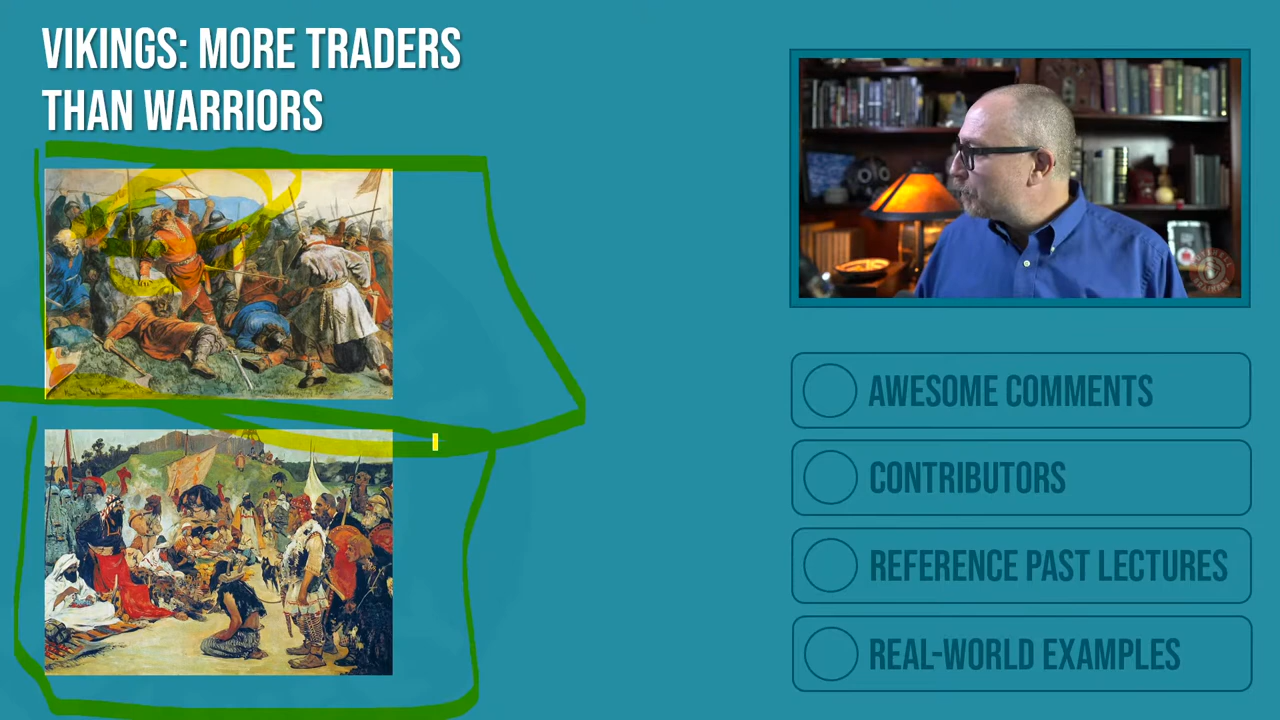 VIKINGS: MORE TRADERS
THAN WARRIORS
AWESOME COMMENTS
CONTRIBUTORS
REFERENCE PAST LECTURES
REAL-WORLD EXAMPLES